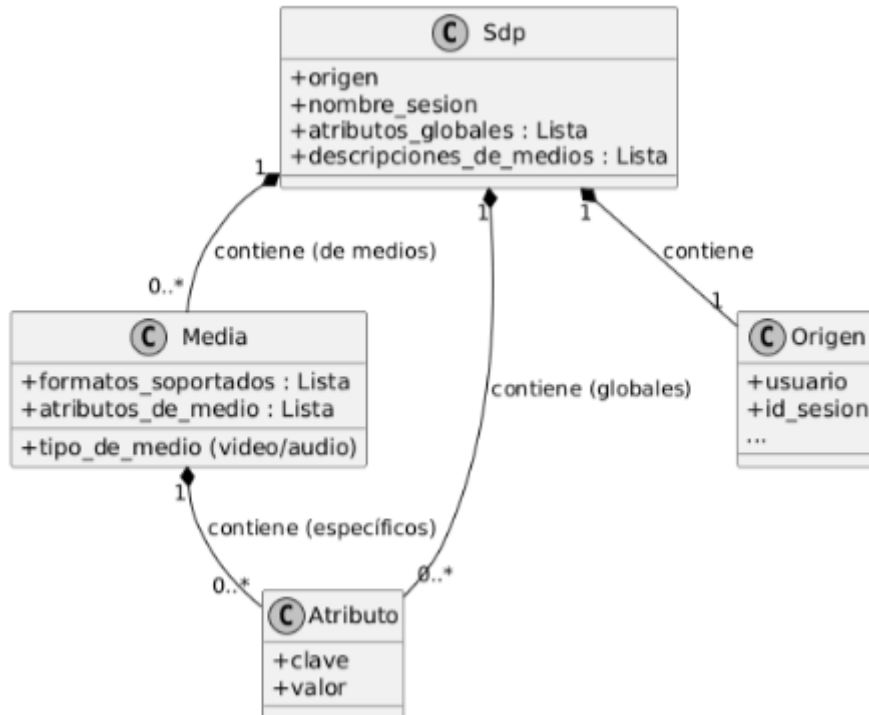 C Sdp
+origen
+nombre_sesion
+atributos_globales : Lista
+descripciones_de_medios : Lista
1
1
1
contiene (de medios)
contiene
0..*
1
C Media
+formatos_soportados : Lista
+atributos_de_medio : Lista
+tipo_de_medio (video/audio)
C Origen
+usuario
+id_sesion
...
contiene (globales)
1
contiene (específicos)
0..*
0..*
C Atributo
+clave
+valor